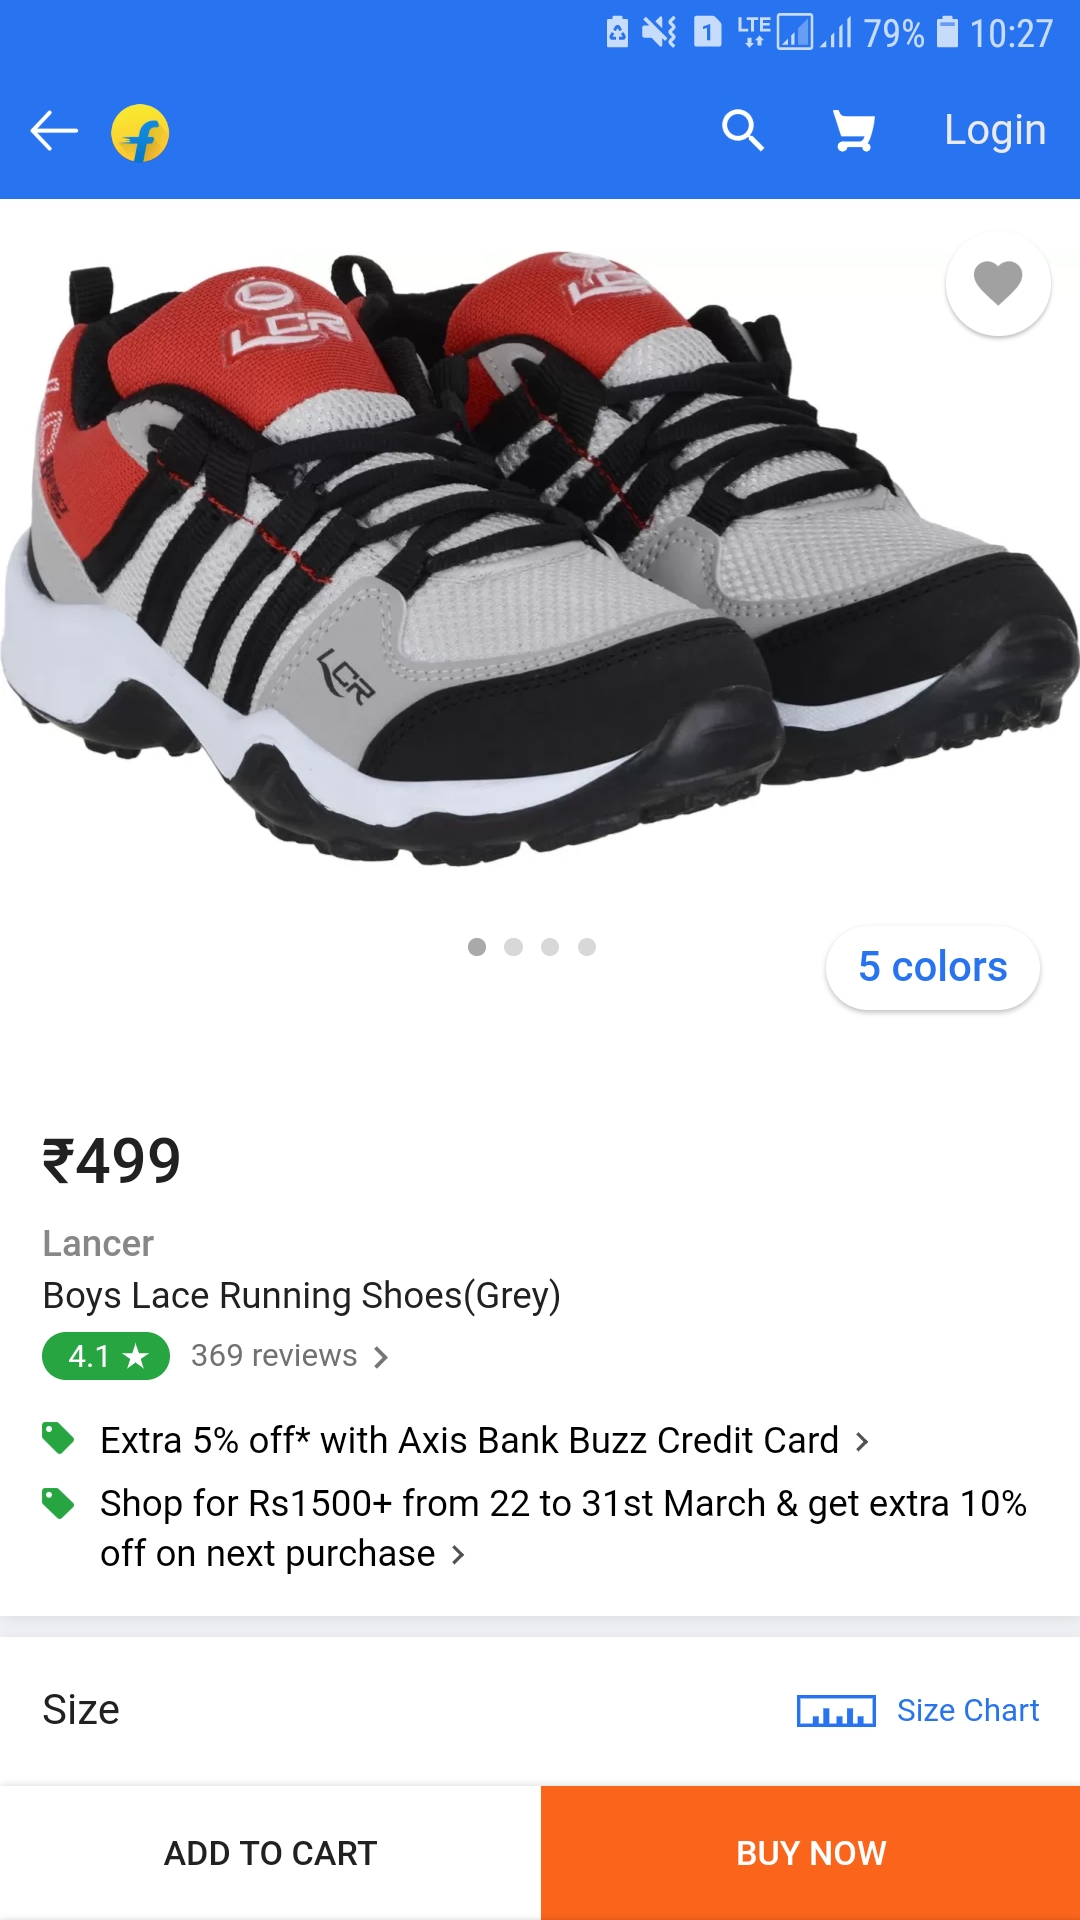 1 LTE 79% 10:27
f Login
LCR LCR
LCR
5 colors
₹499
Lancer
Boys Lace Running Shoes(Grey)
4.1 ★ 369 reviews
Extra 5% off* with Axis Bank Buzz Credit Card
Shop for Rs1500+ from 22 to 31st March & get extra 10%
off on next purchase
Size Size Chart
ADD TO CART BUY NOW